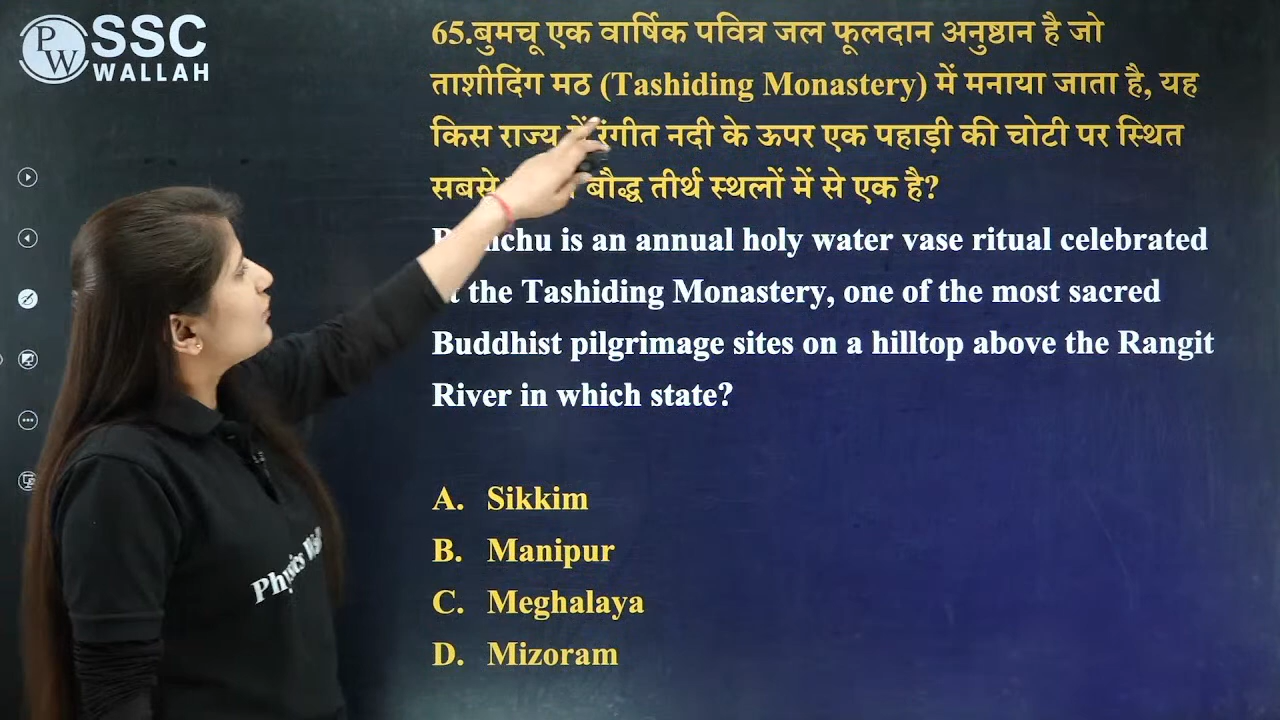 PW SSC
WALLAH
65.बुमचू एक वार्षिक पवित्र जल फूलदान अनुष्ठान है जो
ताशीदिंग मठ (Tashiding Monastery) में मनाया जाता है, यह
किस राज्य में रंगीत नदी के ऊपर एक पहाड़ी की चोटी पर स्थित
सबसे बौद्ध तीर्थ स्थलों में से एक है?
is an annual holy water vase ritual celebrated
the Tashiding Monastery, one of the most sacred
Buddhist pilgrimage sites on a hilltop above the Rangit
River in which state?
A. Sikkim
B. Manipur
C. Meghalaya
D. Mizoram
Physics